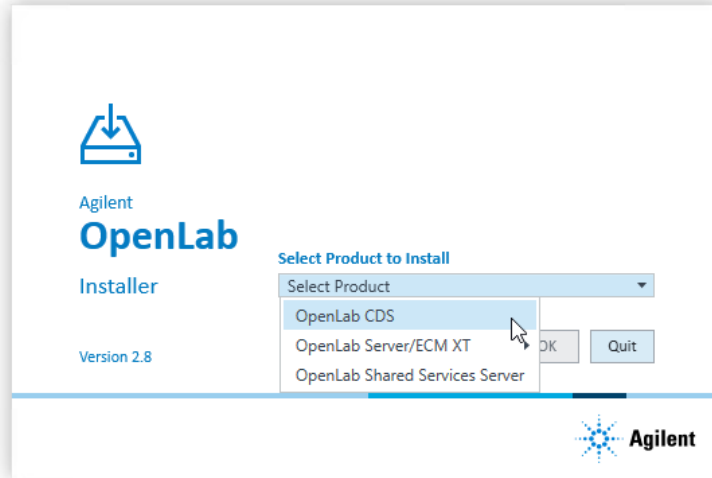 Agilent
OpenLab
Installer
Version 2.8
Select Product to Install
Select Product
OpenLab CDS
OpenLab Server/ECM XT
OpenLab Shared Services Server
OK
Quit
Agilent